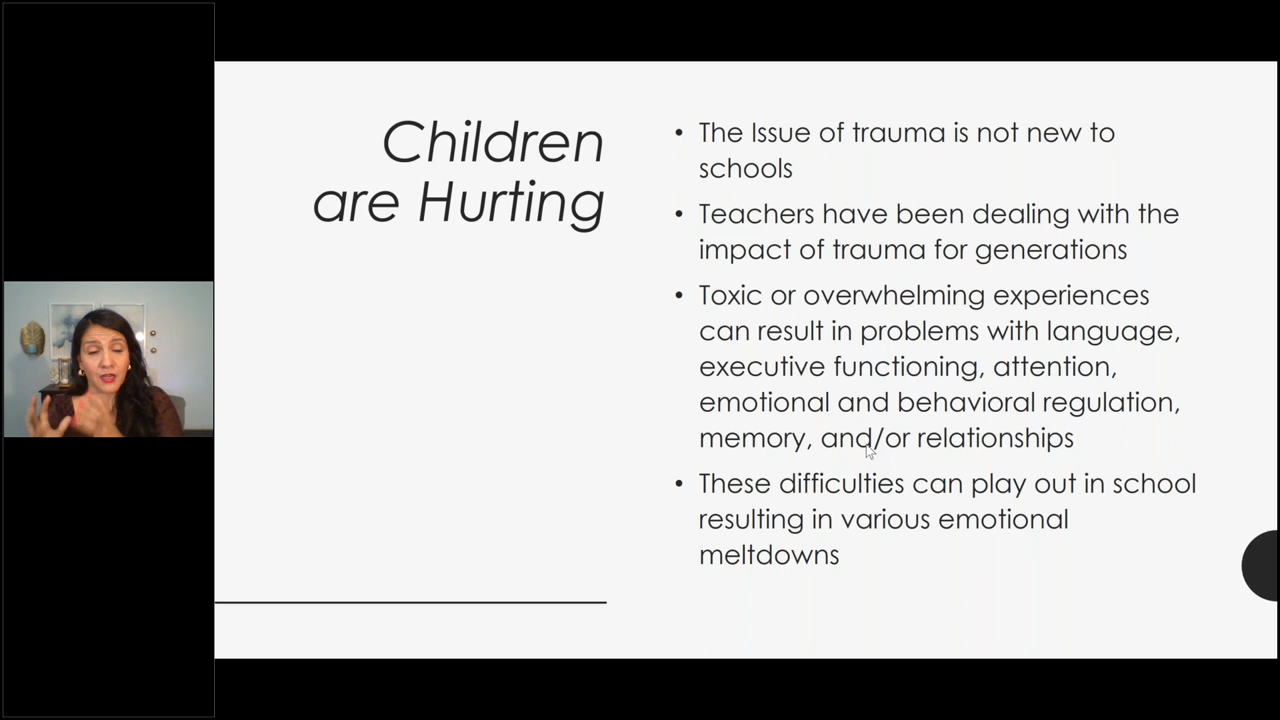 Children
are Hurting
• The Issue of trauma is not new to
schools
• Teachers have been dealing with the
impact of trauma for generations
• Toxic or overwhelming experiences
can result in problems with language,
executive functioning, attention,
emotional and behavioral regulation,
memory, and/or relationships
• These difficulties can play out in school
resulting in various emotional
meltdowns